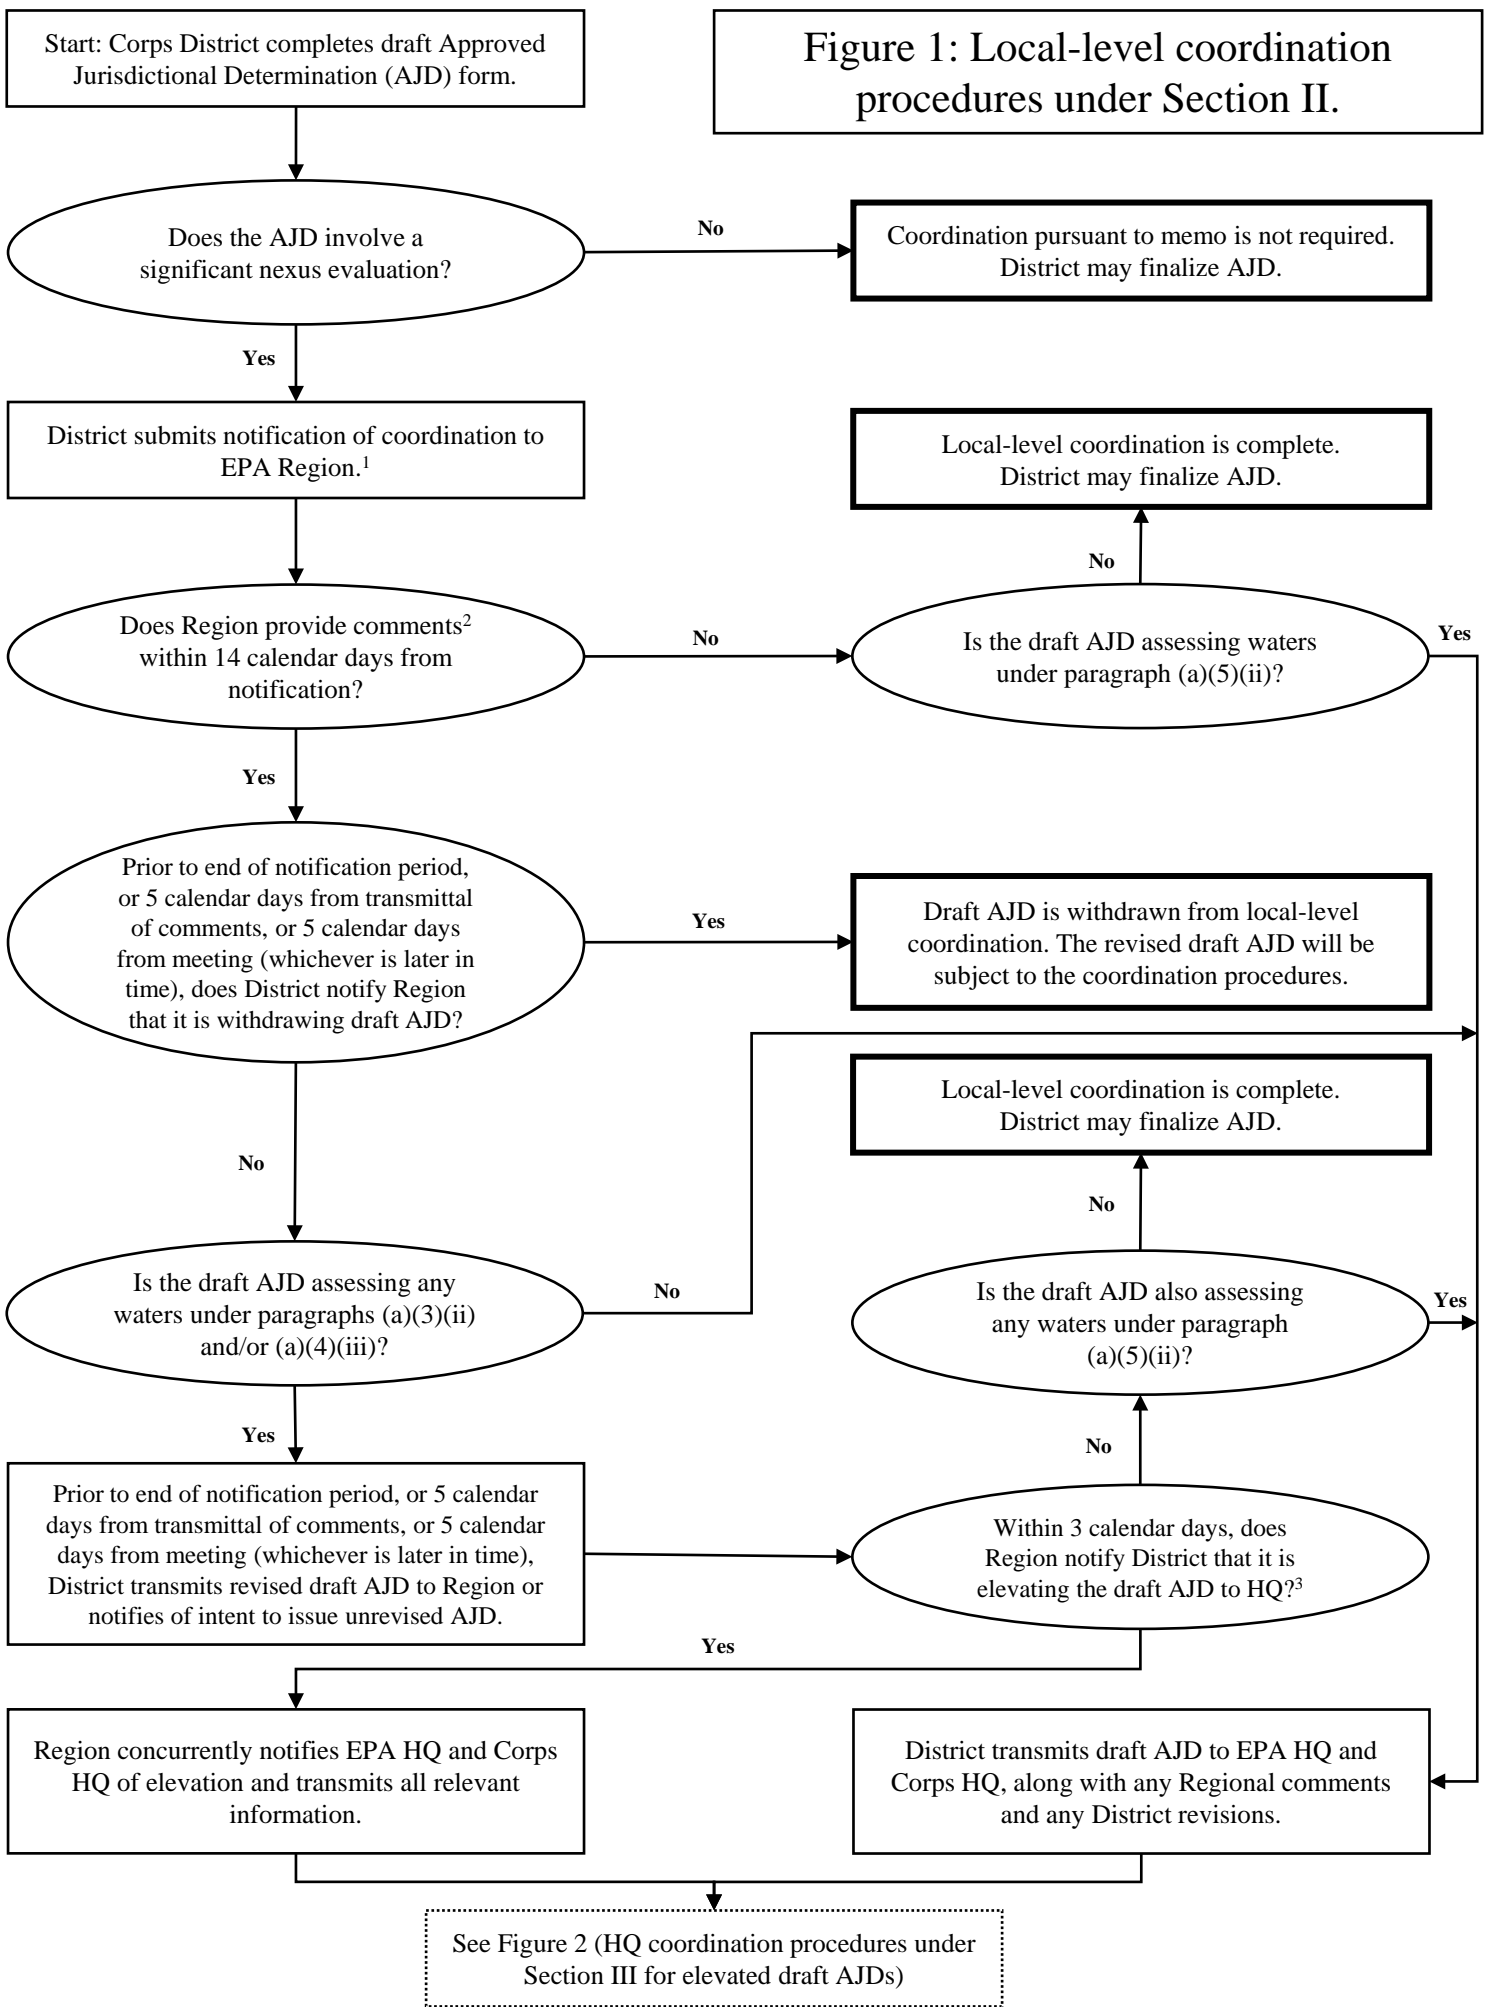 Start: Corps District completes draft Approved
Jurisdictional Determination (AJD) form.
Figure 1: Local-level coordination
procedures under Section II.
Does the AJD involve a
significant nexus evaluation?
No
Coordination pursuant to memo is not required.
District may finalize AJD.
Yes
District submits notification of coordination to
EPA Region.1
Local-level coordination is complete.
District may finalize AJD.
No
Does Region provide comments2
within 14 calendar days from
notification?
No
Is the draft AJD assessing waters
under paragraph (a)(5)(ii)?
Yes
Yes
Prior to end of notification period,
or 5 calendar days from transmittal
of comments, or 5 calendar days
from meeting (whichever is later in
time), does District notify Region
that it is withdrawing draft AJD?
Yes
Draft AJD is withdrawn from local-level
coordination. The revised draft AJD will be
subject to the coordination procedures.
Local-level coordination is complete.
District may finalize AJD.
No
No
Is the draft AJD assessing any
waters under paragraphs (a)(3)(ii)
and/or (a)(4)(iii)?
No
Is the draft AJD also assessing
any waters under paragraph
(a)(5)(ii)?
Yes
Yes
No
Prior to end of notification period, or 5 calendar
days from transmittal of comments, or 5 calendar
days from meeting (whichever is later in time),
District transmits revised draft AJD to Region or
notifies of intent to issue unrevised AJD.
Within 3 calendar days, does
Region notify District that it is
elevating the draft AJD to HQ?3
Yes
Region concurrently notifies EPA HQ and Corps
HQ of elevation and transmits all relevant
information.
District transmits draft AJD to EPA HQ and
Corps HQ, along with any Regional comments
and any District revisions.
See Figure 2 (HQ coordination procedures under
Section III for elevated draft AJDs)